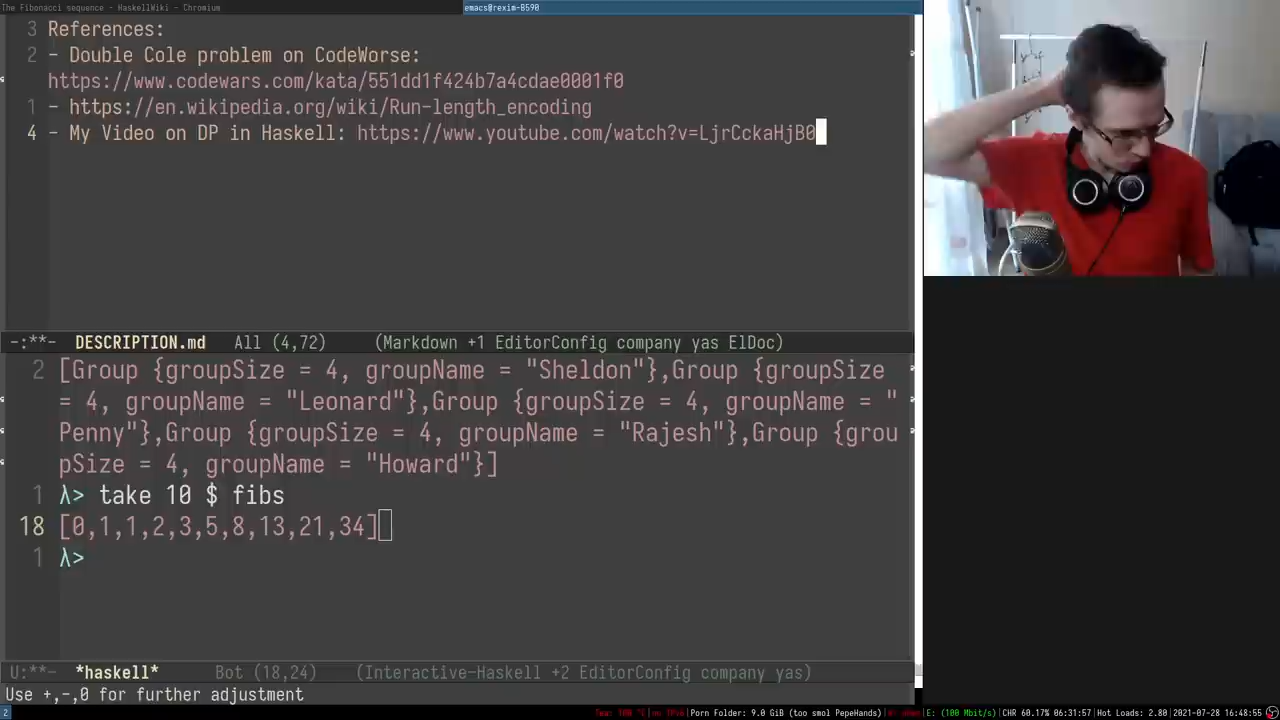 The Fibonacci sequence - HaskellWiki - Chromium
emacs@rexim-B590
3 References:
2 - Double Cole problem on CodeWorse:
https://www.codewars.com/kata/551dd1f424b7a4cdae0001f0
1 - https://en.wikipedia.org/wiki/Run-length_encoding
4 - My Video on DP in Haskell: https://www.youtube.com/watch?v=LjrCckaHjB0
-:**- DESCRIPTION.md All (4,72) (Markdown +1 EditorConfig company yas ElDoc)
2 [Group {groupSize = 4, groupName = "Sheldon"},Group {groupSize
= 4, groupName = "Leonard"},Group {groupSize = 4, groupName = "
Penny"},Group {groupSize = 4, groupName = "Rajesh"},Group {grou
pSize = 4, groupName = "Howard"}]
1 λ> take 10 $ fibs
18 [0,1,1,2,3,5,8,13,21,34]
1 λ>
U:**- *haskell* Bot (18,24) (Interactive-Haskell +2 EditorConfig company yas)
Use +,-,0 for further adjustment
2 Porn Folder: 9.0 GiB (too smol PepeHands) E: (100 Mbit/s) CHR 60.17% 06:31:57 Hot Loads: 2.80 2021-07-28 16:48:55